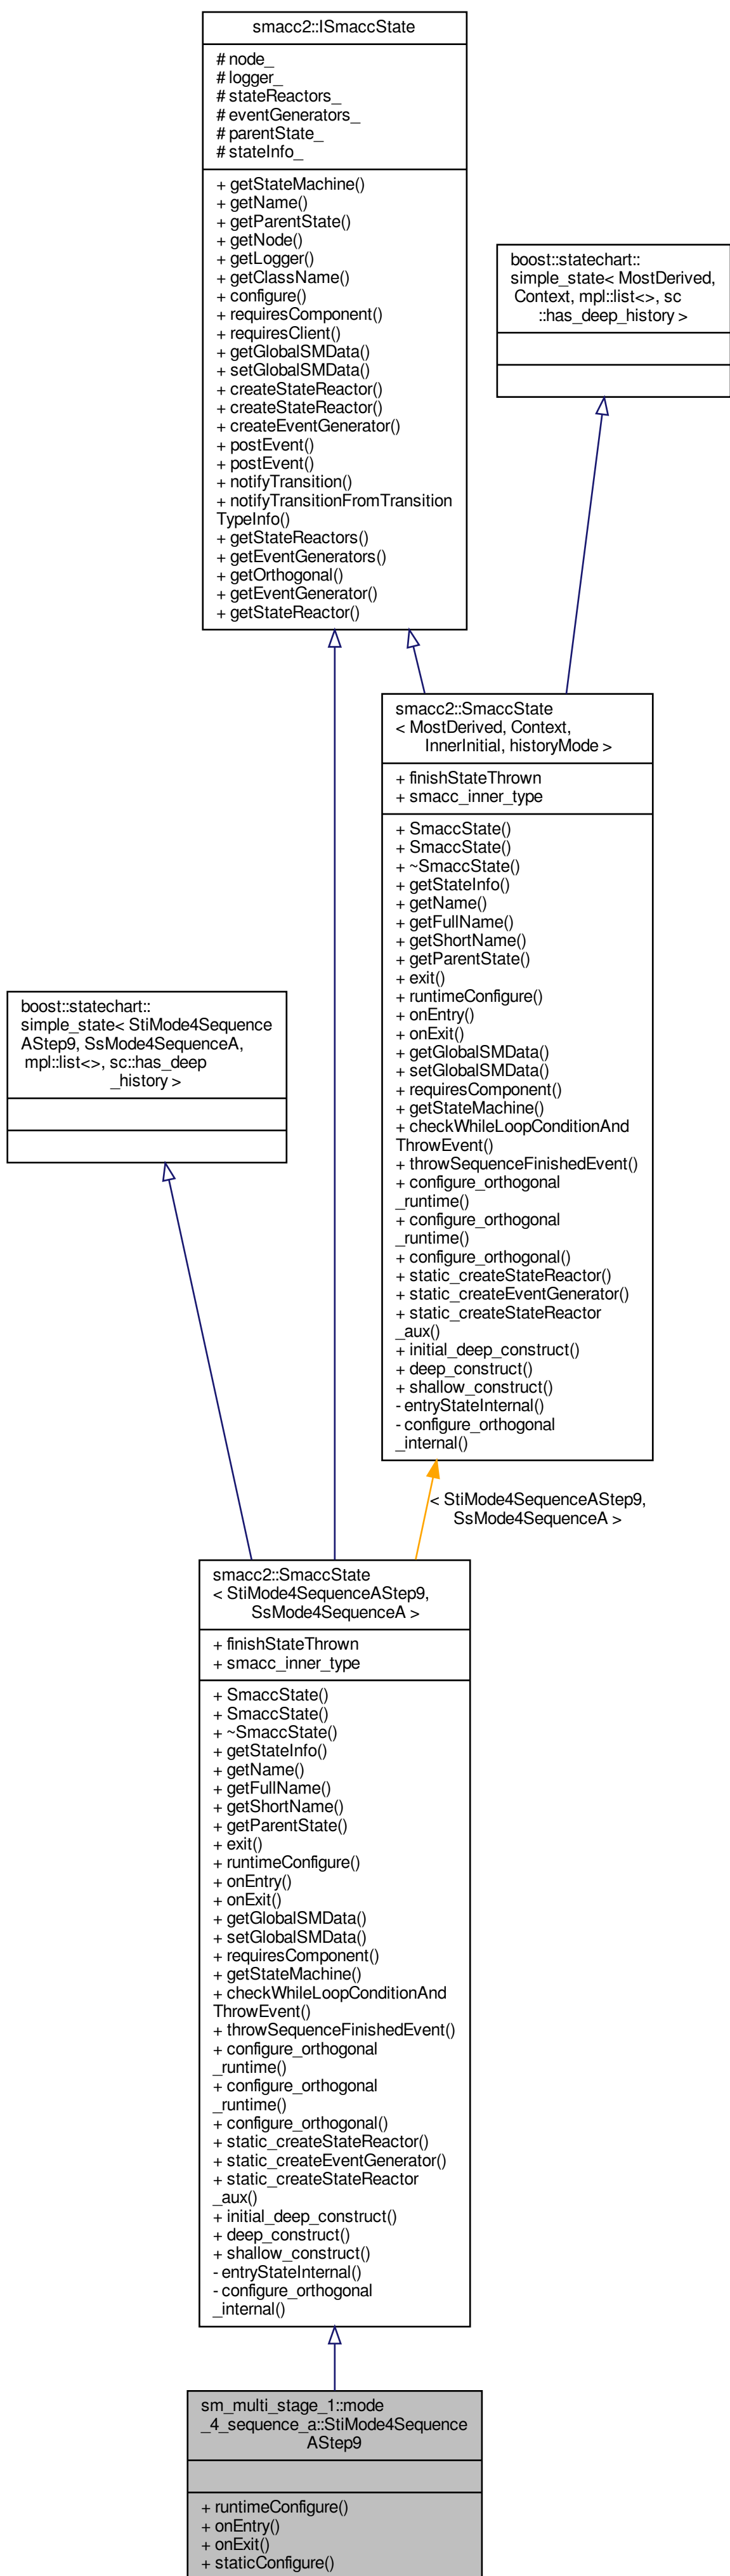 smacc2::ISmaccState
# node_
# logger_
# stateReactors_
# eventGenerators_
# parentState_
# stateInfo_
+ getStateMachine()
+ getName()
+ getParentState()
+ getNode()
+ getLogger()
+ getClassName()
+ configure()
+ requiresComponent()
+ requiresClient()
+ getGlobalSMData()
+ setGlobalSMData()
+ createStateReactor()
+ createStateReactor()
+ createEventGenerator()
+ postEvent()
+ postEvent()
+ notifyTransition()
+ notifyTransitionFromTransition
TypeInfo()
+ getStateReactors()
+ getEventGenerators()
+ getOrthogonal()
+ getEventGenerator()
+ getStateReactor()
boost::statechart::
simple_state< MostDerived,
Context, mpl::list<>, sc
::has_deep_history >
smacc2::SmaccState
< MostDerived, Context,
InnerInitial, historyMode >
+ finishStateThrown
+ smacc_inner_type
+ SmaccState()
+ SmaccState()
+ ~SmaccState()
+ getStateInfo()
+ getName()
+ getFullName()
+ getShortName()
+ getParentState()
+ exit()
+ runtimeConfigure()
+ onEntry()
+ onExit()
+ getGlobalSMData()
+ setGlobalSMData()
+ requiresComponent()
+ getStateMachine()
+ checkWhileLoopConditionAnd
ThrowEvent()
+ throwSequenceFinishedEvent()
+ configure_orthogonal
_runtime()
+ configure_orthogonal
_runtime()
+ configure_orthogonal()
+ static_createStateReactor()
+ static_createEventGenerator()
+ static_createStateReactor
_aux()
+ initial_deep_construct()
+ deep_construct()
+ shallow_construct()
- entryStateInternal()
- configure_orthogonal
_internal()
boost::statechart::
simple_state< StiMode4Sequence
AStep9, SsMode4SequenceA,
mpl::list<>, sc::has_deep
_history >
< StiMode4SequenceAStep9,
SsMode4SequenceA >
smacc2::SmaccState
< StiMode4SequenceAStep9,
SsMode4SequenceA >
+ finishStateThrown
+ smacc_inner_type
+ SmaccState()
+ SmaccState()
+ ~SmaccState()
+ getStateInfo()
+ getName()
+ getFullName()
+ getShortName()
+ getParentState()
+ exit()
+ runtimeConfigure()
+ onEntry()
+ onExit()
+ getGlobalSMData()
+ setGlobalSMData()
+ requiresComponent()
+ getStateMachine()
+ checkWhileLoopConditionAnd
ThrowEvent()
+ throwSequenceFinishedEvent()
+ configure_orthogonal
_runtime()
+ configure_orthogonal
_runtime()
+ configure_orthogonal()
+ static_createStateReactor()
+ static_createEventGenerator()
+ static_createStateReactor
_aux()
+ initial_deep_construct()
+ deep_construct()
+ shallow_construct()
- entryStateInternal()
- configure_orthogonal
_internal()
sm_multi_stage_1::mode
_4_sequence_a::StiMode4Sequence
AStep9
+ runtimeConfigure()
+ onEntry()
+ onExit()
+ staticConfigure()